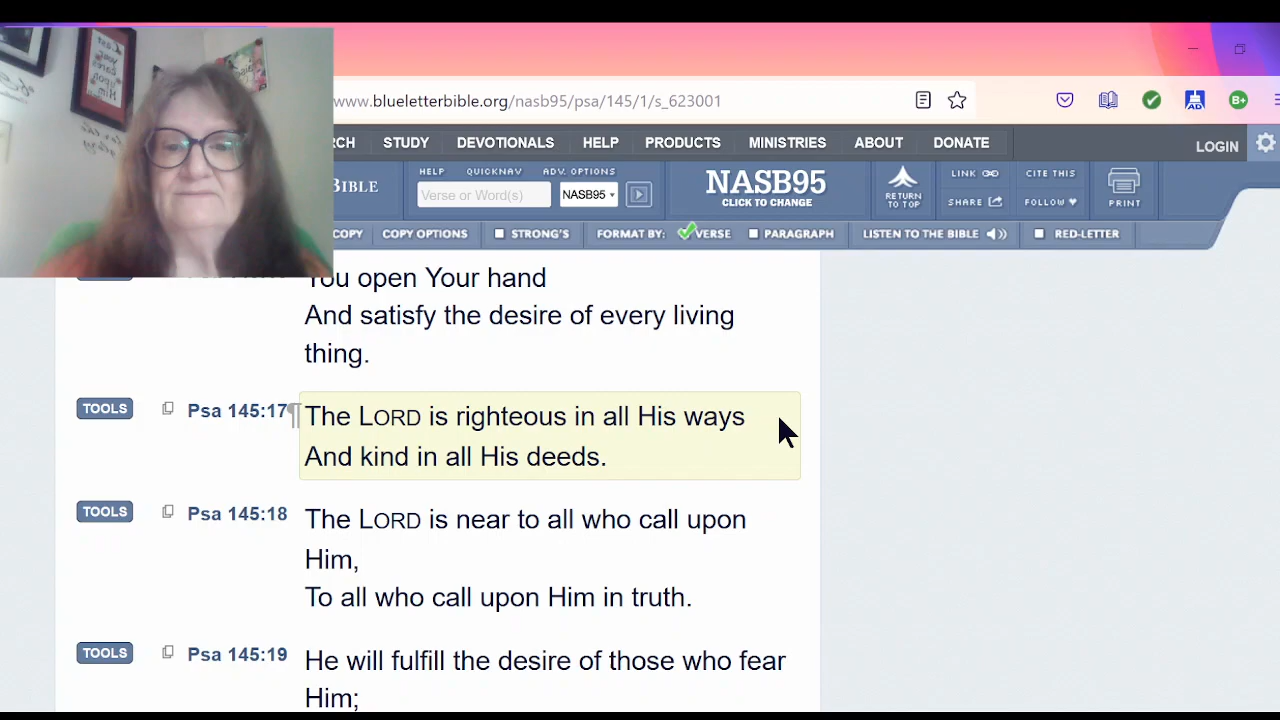 www.blueletterbible.org/nasb95/psa/145/1/s_623001
AD
B+
RCH STUDY DEVOTIONALS HELP PRODUCTS MINISTRIES ABOUT DONATE LOGIN
BIBLE
HELP QUICKNAV ADV. OPTIONS
Verse or Word(s) NASB95
NASB95
CLICK TO CHANGE
RETURN
TO TOP
LINK CITE THIS
SHARE FOLLOW
PRINT
COPY COPY OPTIONS STRONG'S FORMAT BY: VERSE PARAGRAPH LISTEN TO THE BIBLE RED-LETTER
You open Your hand
And satisfy the desire of every living
thing.
TOOLS Psa 145:17 ¶ The LORD is righteous in all His ways
And kind in all His deeds.
TOOLS Psa 145:18 The LORD is near to all who call upon
Him,
To all who call upon Him in truth.
TOOLS Psa 145:19 He will fulfill the desire of those who fear
Him;